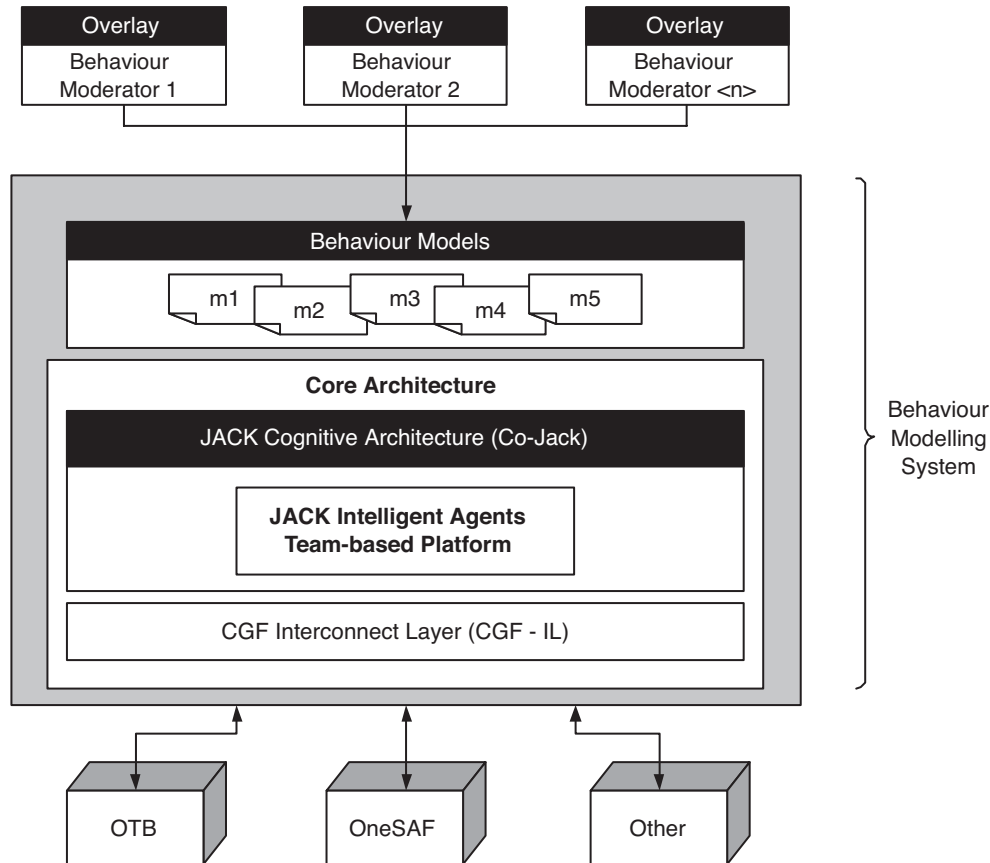 Overlay
Behaviour
Moderator 1
Overlay
Behaviour
Moderator 2
Overlay
Behaviour
Moderator <n>
Behaviour Models
m1
m2
m3
m4
m5
Core Architecture
JACK Cognitive Architecture (Co-Jack)
JACK Intelligent Agents
Team-based Platform
CGF Interconnect Layer (CGF - IL)
Behaviour
Modelling
System
OTB
OneSAF
Other